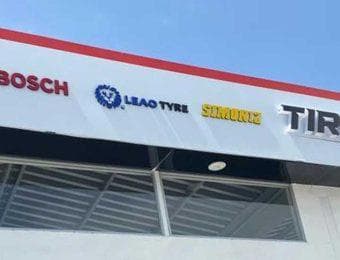 BOSCH
LEAO TYRE
SIMONIZ
TIR